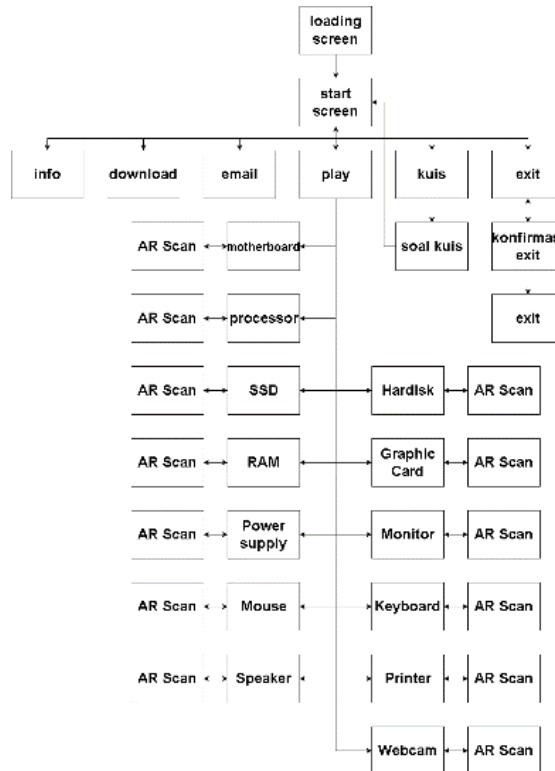 loading
screen
start
screen
info
download
email
play
kuis
exit
AR Scan
motherboard
soal kuis
konfirmas
exit
AR Scan
processor
exit
AR Scan
SSD
Hardisk
AR Scan
AR Scan
RAM
Graphic
Card
AR Scan
AR Scan
Power
supply
Monitor
AR Scan
AR Scan
Mouse
Keyboard
AR Scan
AR Scan
Speaker
Printer
AR Scan
Webcam
AR Scan